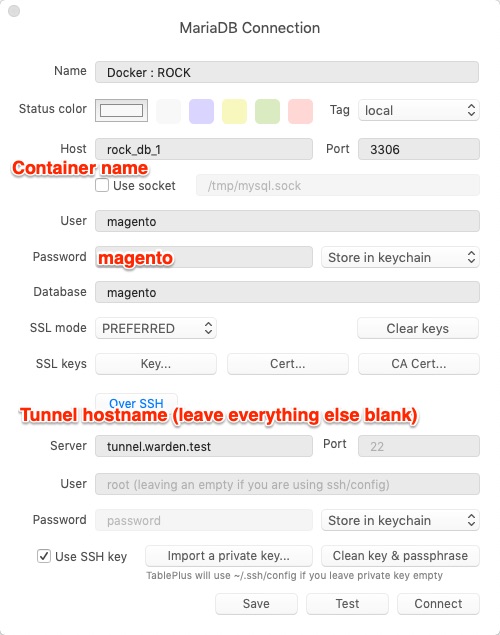 MariaDB Connection
Name Docker : ROCK
Status color Tag local
Host rock_db_1 Port 3306
Container name
Use socket /tmp/mysql.sock
User magento
Password magento Store in keychain
Database magento
SSL mode PREFERRED Clear keys
SSL keys Key... Cert... CA Cert...
Over SSH
Tunnel hostname (leave everything else blank)
Server tunnel.warden.test Port 22
User root (leaving an empty if you are using ssh/config)
Password password Store in keychain
Use SSH key Import a private key... Clean key & passphrase
TablePlus will use ~/.ssh/config if you leave private key empty
Save Test Connect